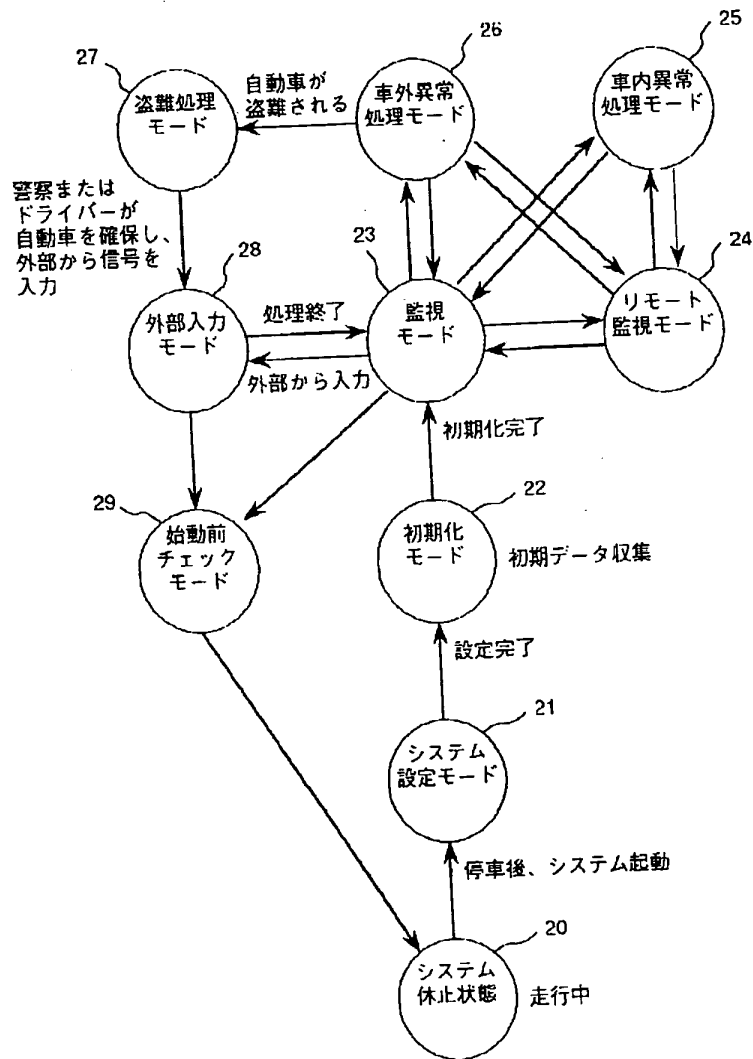 25
26
27
自動車が
盗難される
車外異常
処理モード
車内異常
処理モード
盗難処理
モード
警察または
ドライバーが
自動車を確保し、
外部から信号を
入力
28
23
24
外部入力
モード
処理終了
外部から入力
監視
モード
リモート
監視モード
初期化完了
29
22
始動前
チェック
モード
初期化
モード
初期データ収集
設定完了
21
システム
設定モード
停車後、システム起動
20
システム
休止状態
走行中